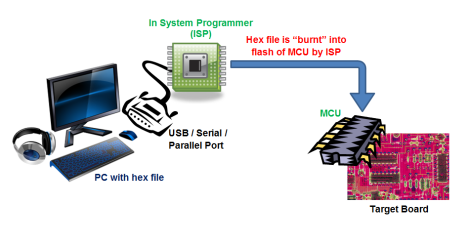 In System Programmer
(ISP)
Hex file is “burnt” into
flash of MCU by ISP
MCU
USB / Serial /
Parallel Port
PC with hex file
Target Board